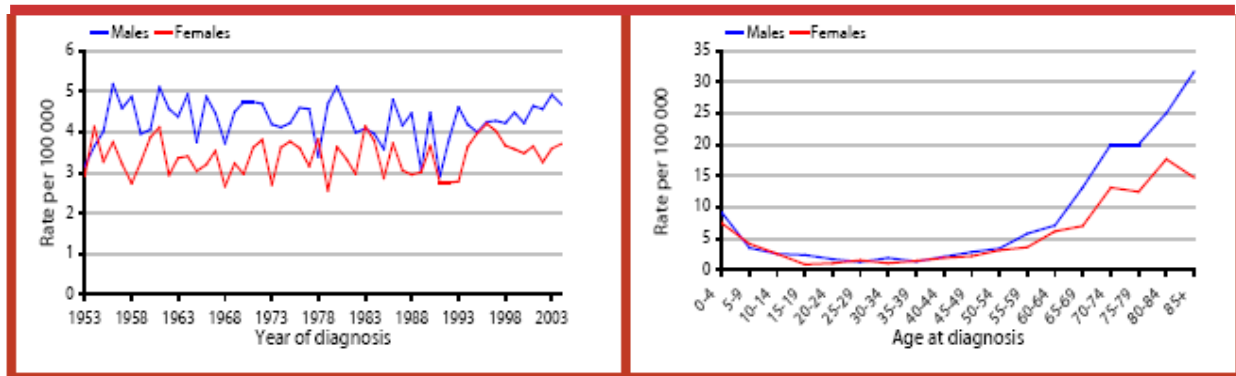 Males Females
6
5
4
3
2
1
0
Rate per 100 000
1953 1958 1963 1968 1973 1978 1983 1988 1993 1998 2003
Year of diagnosis
Males Females
35
30
25
20
15
10
5
0
Rate per 100 000
0-4 5-9 10-14 15-19 20-24 25-29 30-34 35-39 40-44 45-49 50-54 55-59 60-64 65-69 70-74 75-79 80-84 85+
Age at diagnosis